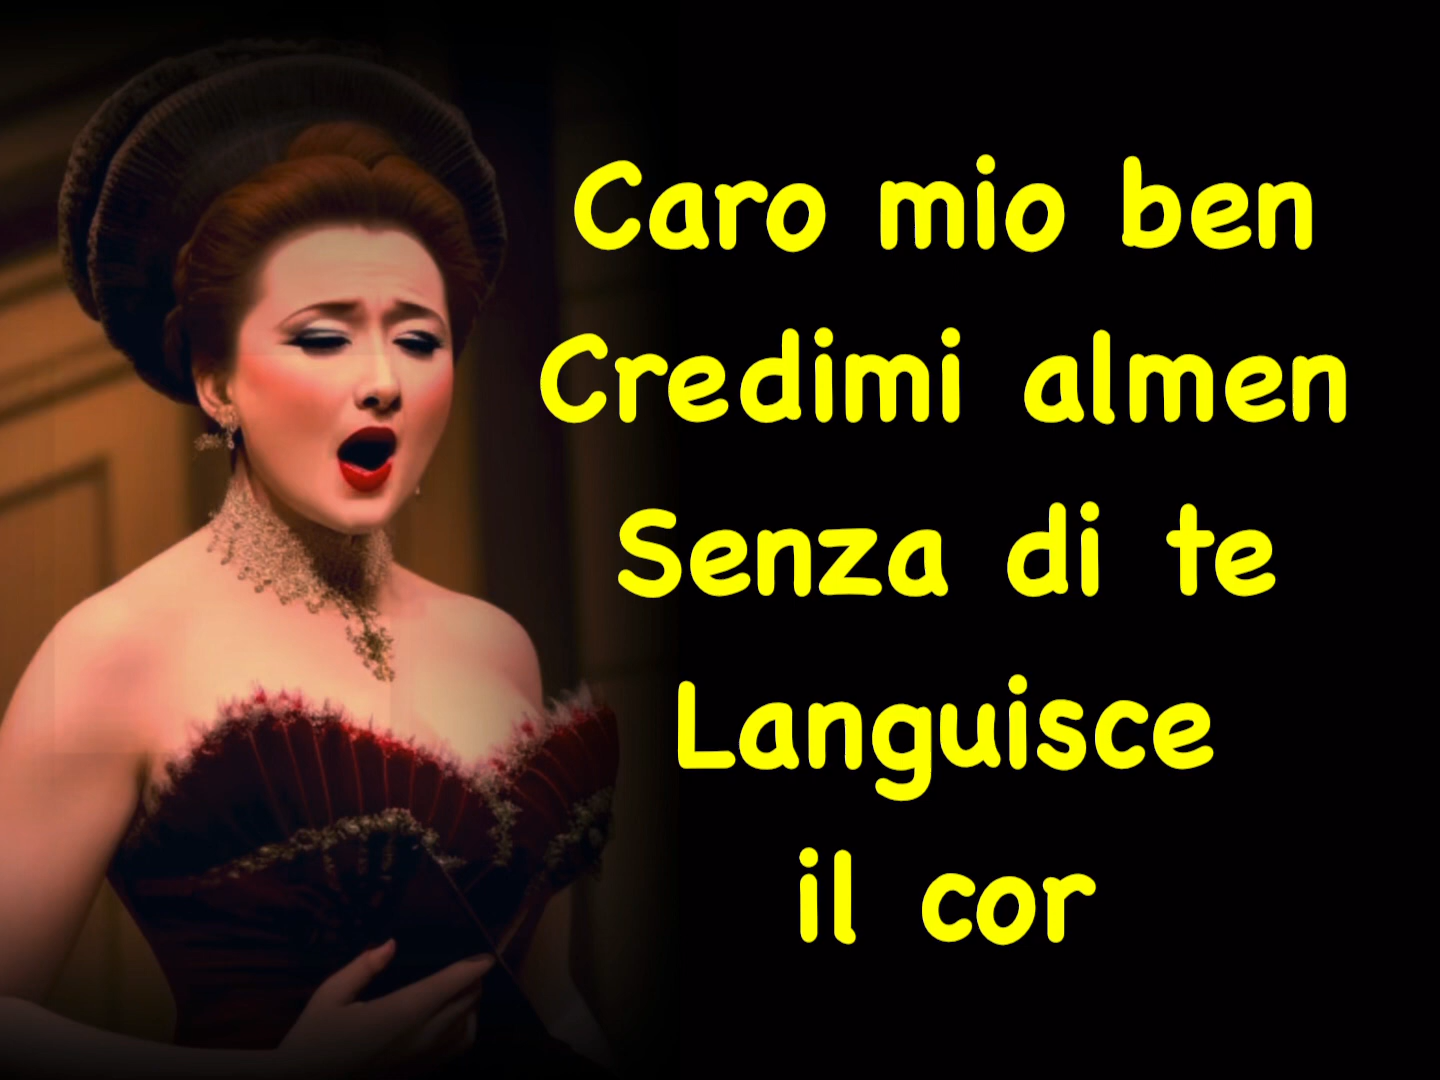 Caro mio ben
Credimi almen
Senza di te
Languisce
il cor